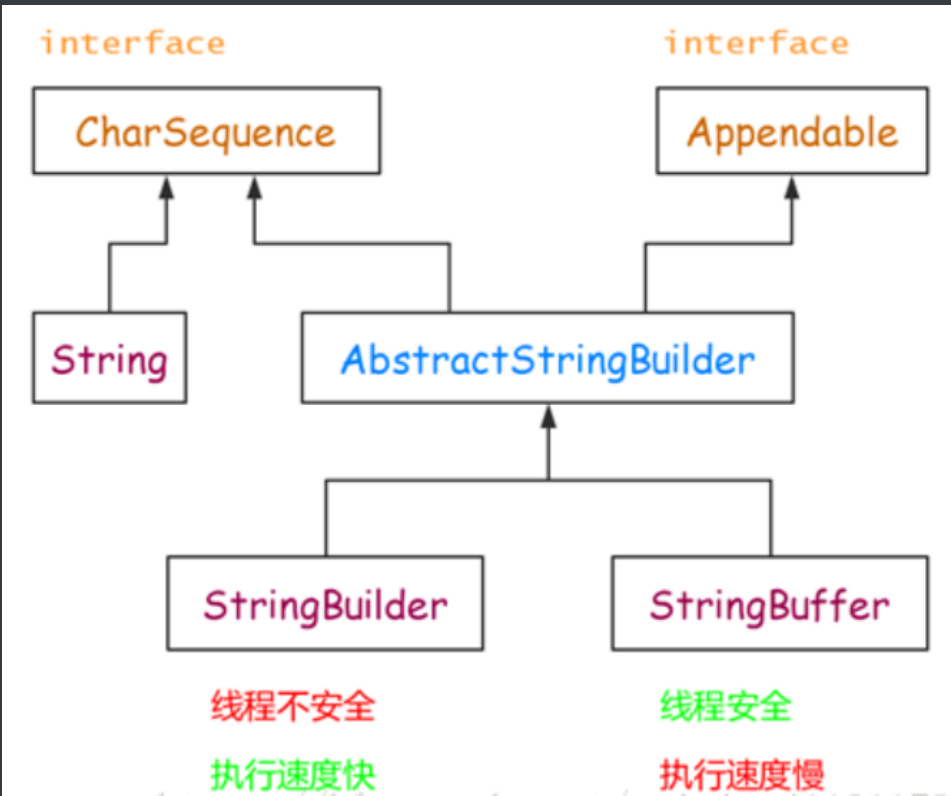 interface
interface
CharSequence
Appendable
String
AbstractStringBuilder
StringBuilder
StringBuffer
线程不安全
线程安全
执行速度快
执行速度慢